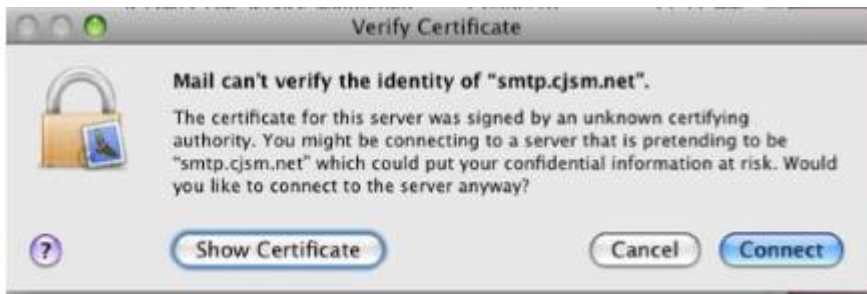 Verify Certificate
Mail can't verify the identity of "smtp.cjsm.net".
The certificate for this server was signed by an unknown certifying
authority. You might be connecting to a server that is pretending to be
"smtp.cjsm.net" which could put your confidential information at risk. Would
you like to connect to the server anyway?
?
Show Certificate
Cancel
Connect